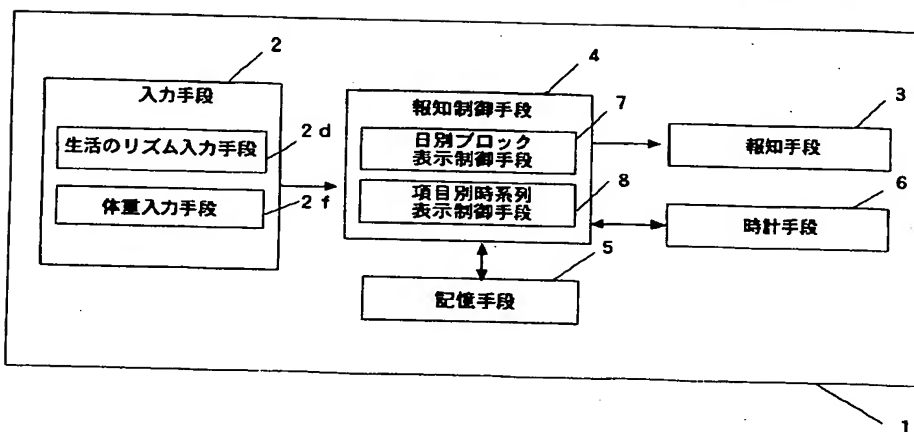 2
入力手段
生活のリズム入力手段
2d
体重入力手段
2f
4
報知制御手段
7
日別ブロック
表示制御手段
8
項目別時系列
表示制御手段
3
報知手段
6
時計手段
5
記憶手段
1